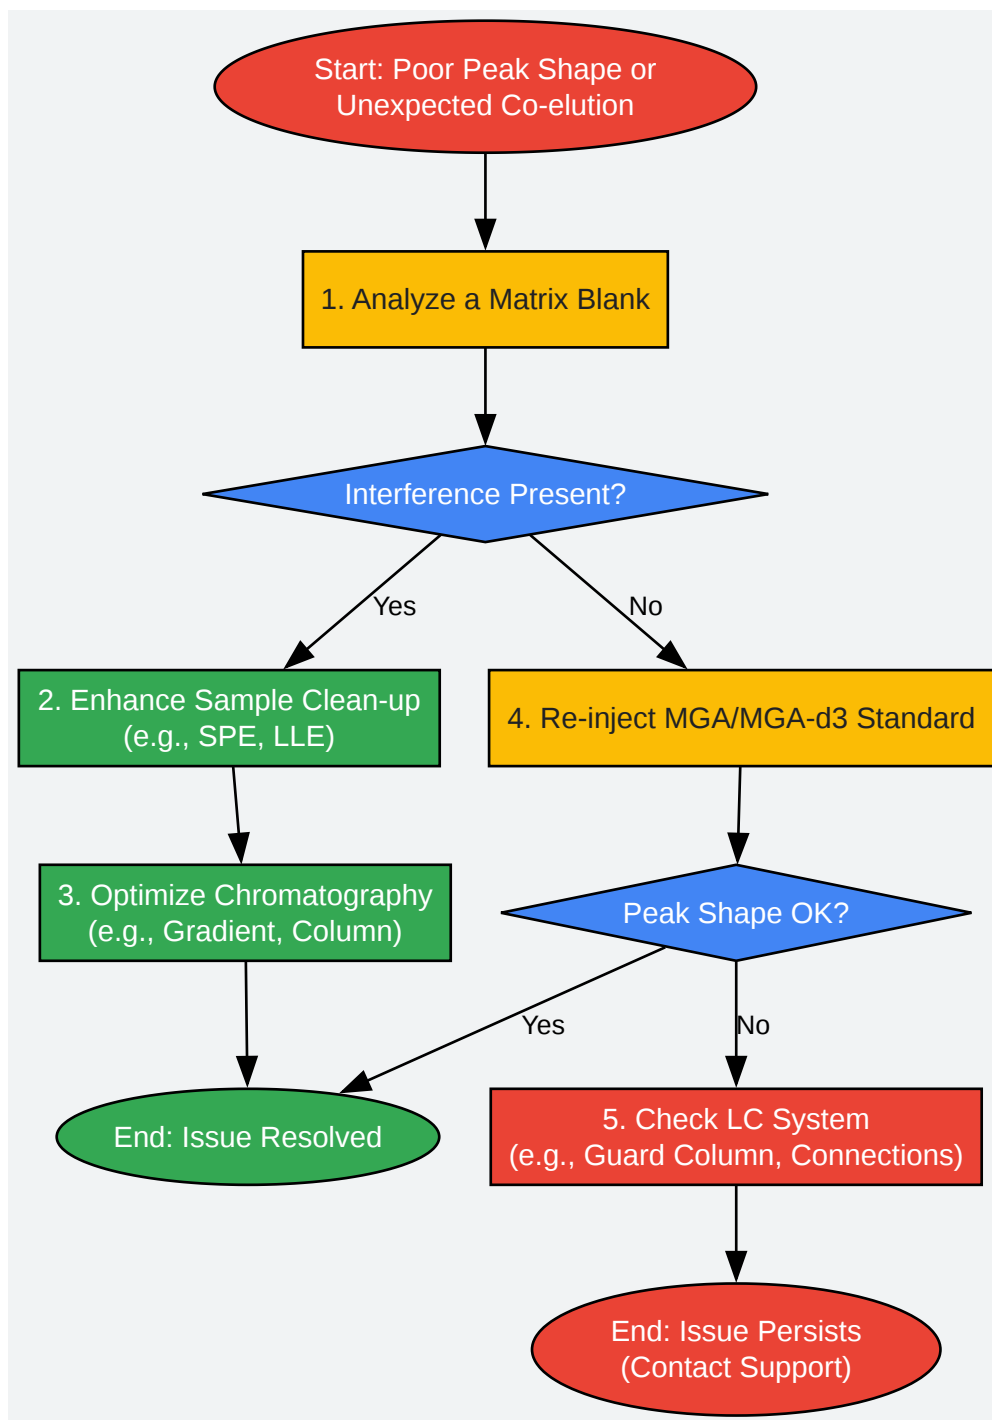 Start: Poor Peak Shape or
Unexpected Co-elution
1. Analyze a Matrix Blank
Interference Present?
Yes
No
2. Enhance Sample Clean-up
(e.g., SPE, LLE)
4. Re-inject MGA/MGA-d3 Standard
3. Optimize Chromatography
(e.g., Gradient, Column)
Peak Shape OK?
Yes
No
End: Issue Resolved
5. Check LC System
(e.g., Guard Column, Connections)
End: Issue Persists
(Contact Support)